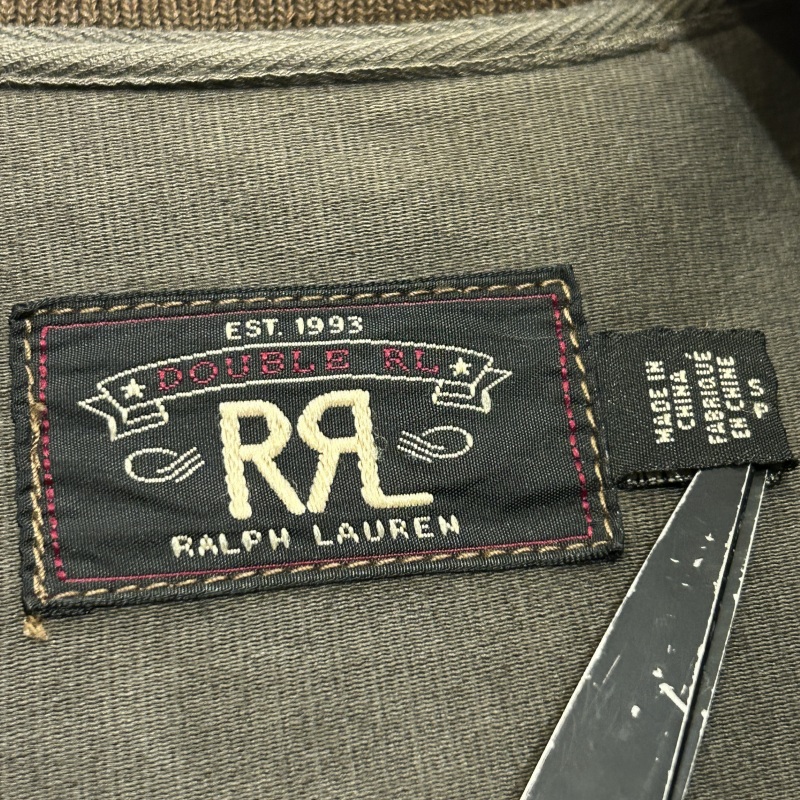 EST. 1993
DOUBLE RL
RRL
RALPH LAUREN
MADE IN
CHINA
FABRIQUÉ
EN CHINE
S
P